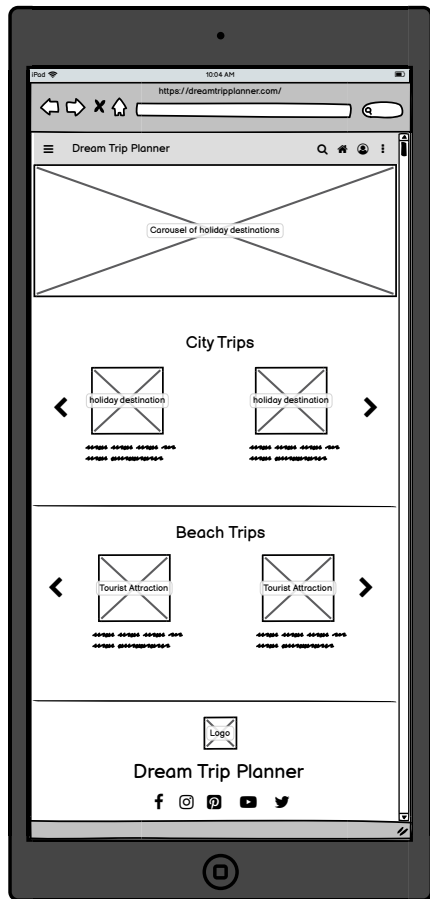 iPad 10:04 AM
https://dreamtripplanner.com/
Dream Trip Planner
Carousel of holiday destinations
City Trips
holiday destination holiday destination
Beach Trips
Tourist Attraction Tourist Attraction
Logo
Dream Trip Planner